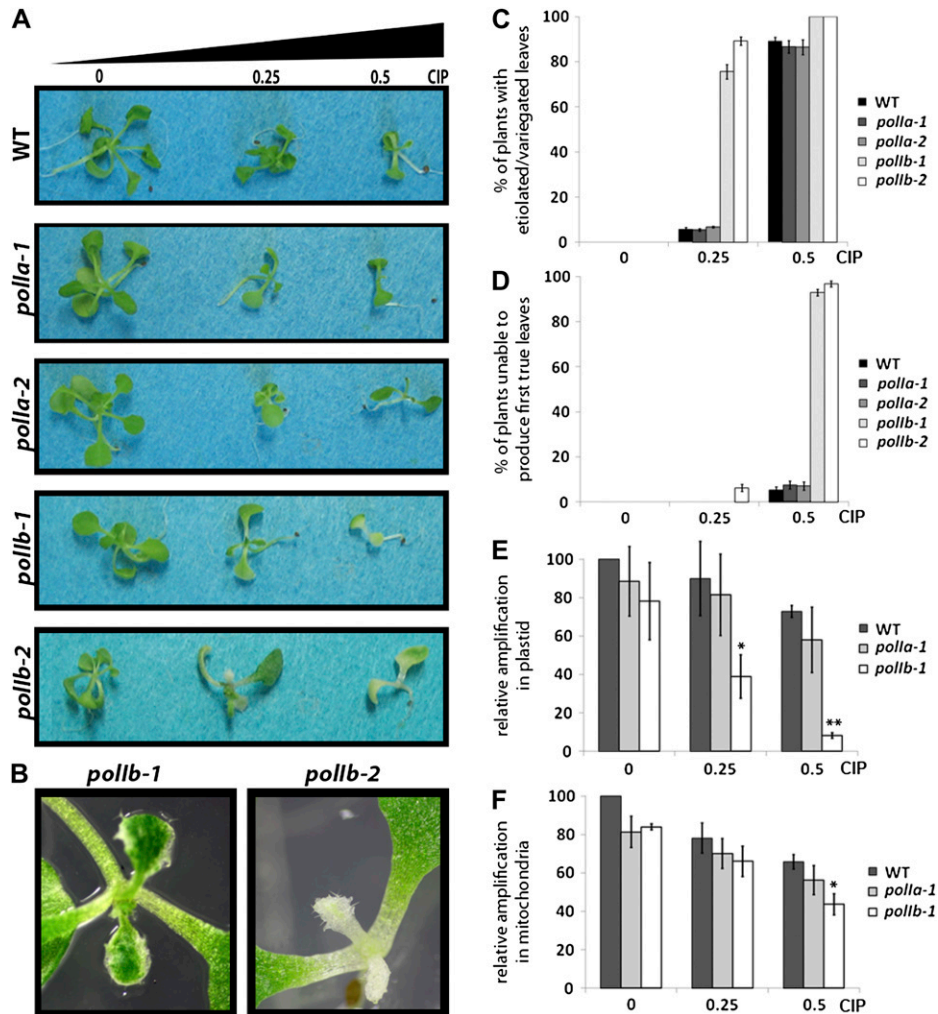 A
0 0.25 0.5 CIP
WT
polIa-1
polIa-2
polIb-1
polIb-2
B
polIb-1 polIb-2
C
% of plants with
etiolated/variegated leaves
100
80
60
40
20
0
0 0.25 0.5 CIP
WT
polIa-1
polIa-2
polIb-1
polIb-2
D
% of plants unable to
produce first true leaves
100
80
60
40
20
0
0 0.25 0.5 CIP
WT
polIa-1
polIa-2
polIb-1
polIb-2
E
relative amplification
in plastid
100
80
60
40
20
0
* **
0 0.25 0.5 CIP
WT
polIa-1
polIb-1
F
relative amplification
in mitochondria
100
80
60
40
20
0
*
0 0.25 0.5 CIP
WT
polIa-1
polIb-1